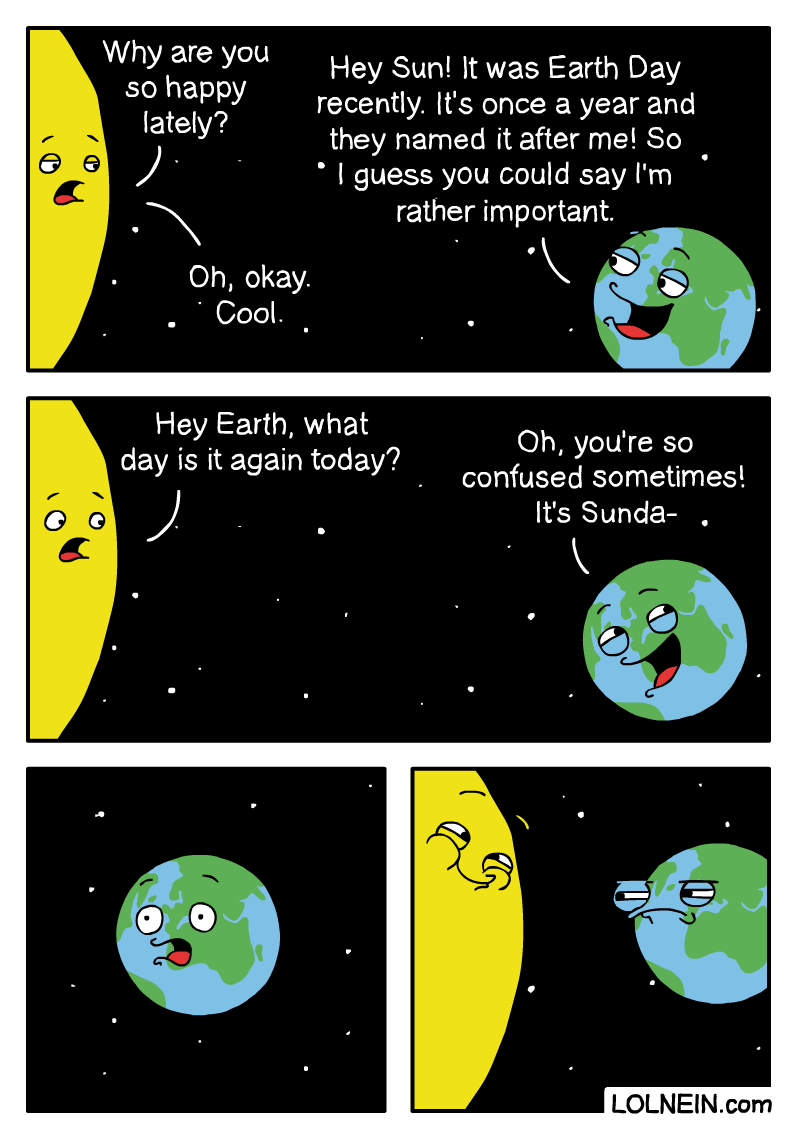 Why are you
so happy
lately?
Hey Sun! It was Earth Day
recently. It's once a year and
they named it after me! So
I guess you could say I'm
rather important.
Oh, okay.
Cool.
Hey Earth, what
day is it again today?
Oh, you're so
confused sometimes!
It's Sunda-
LOLNEIN.com